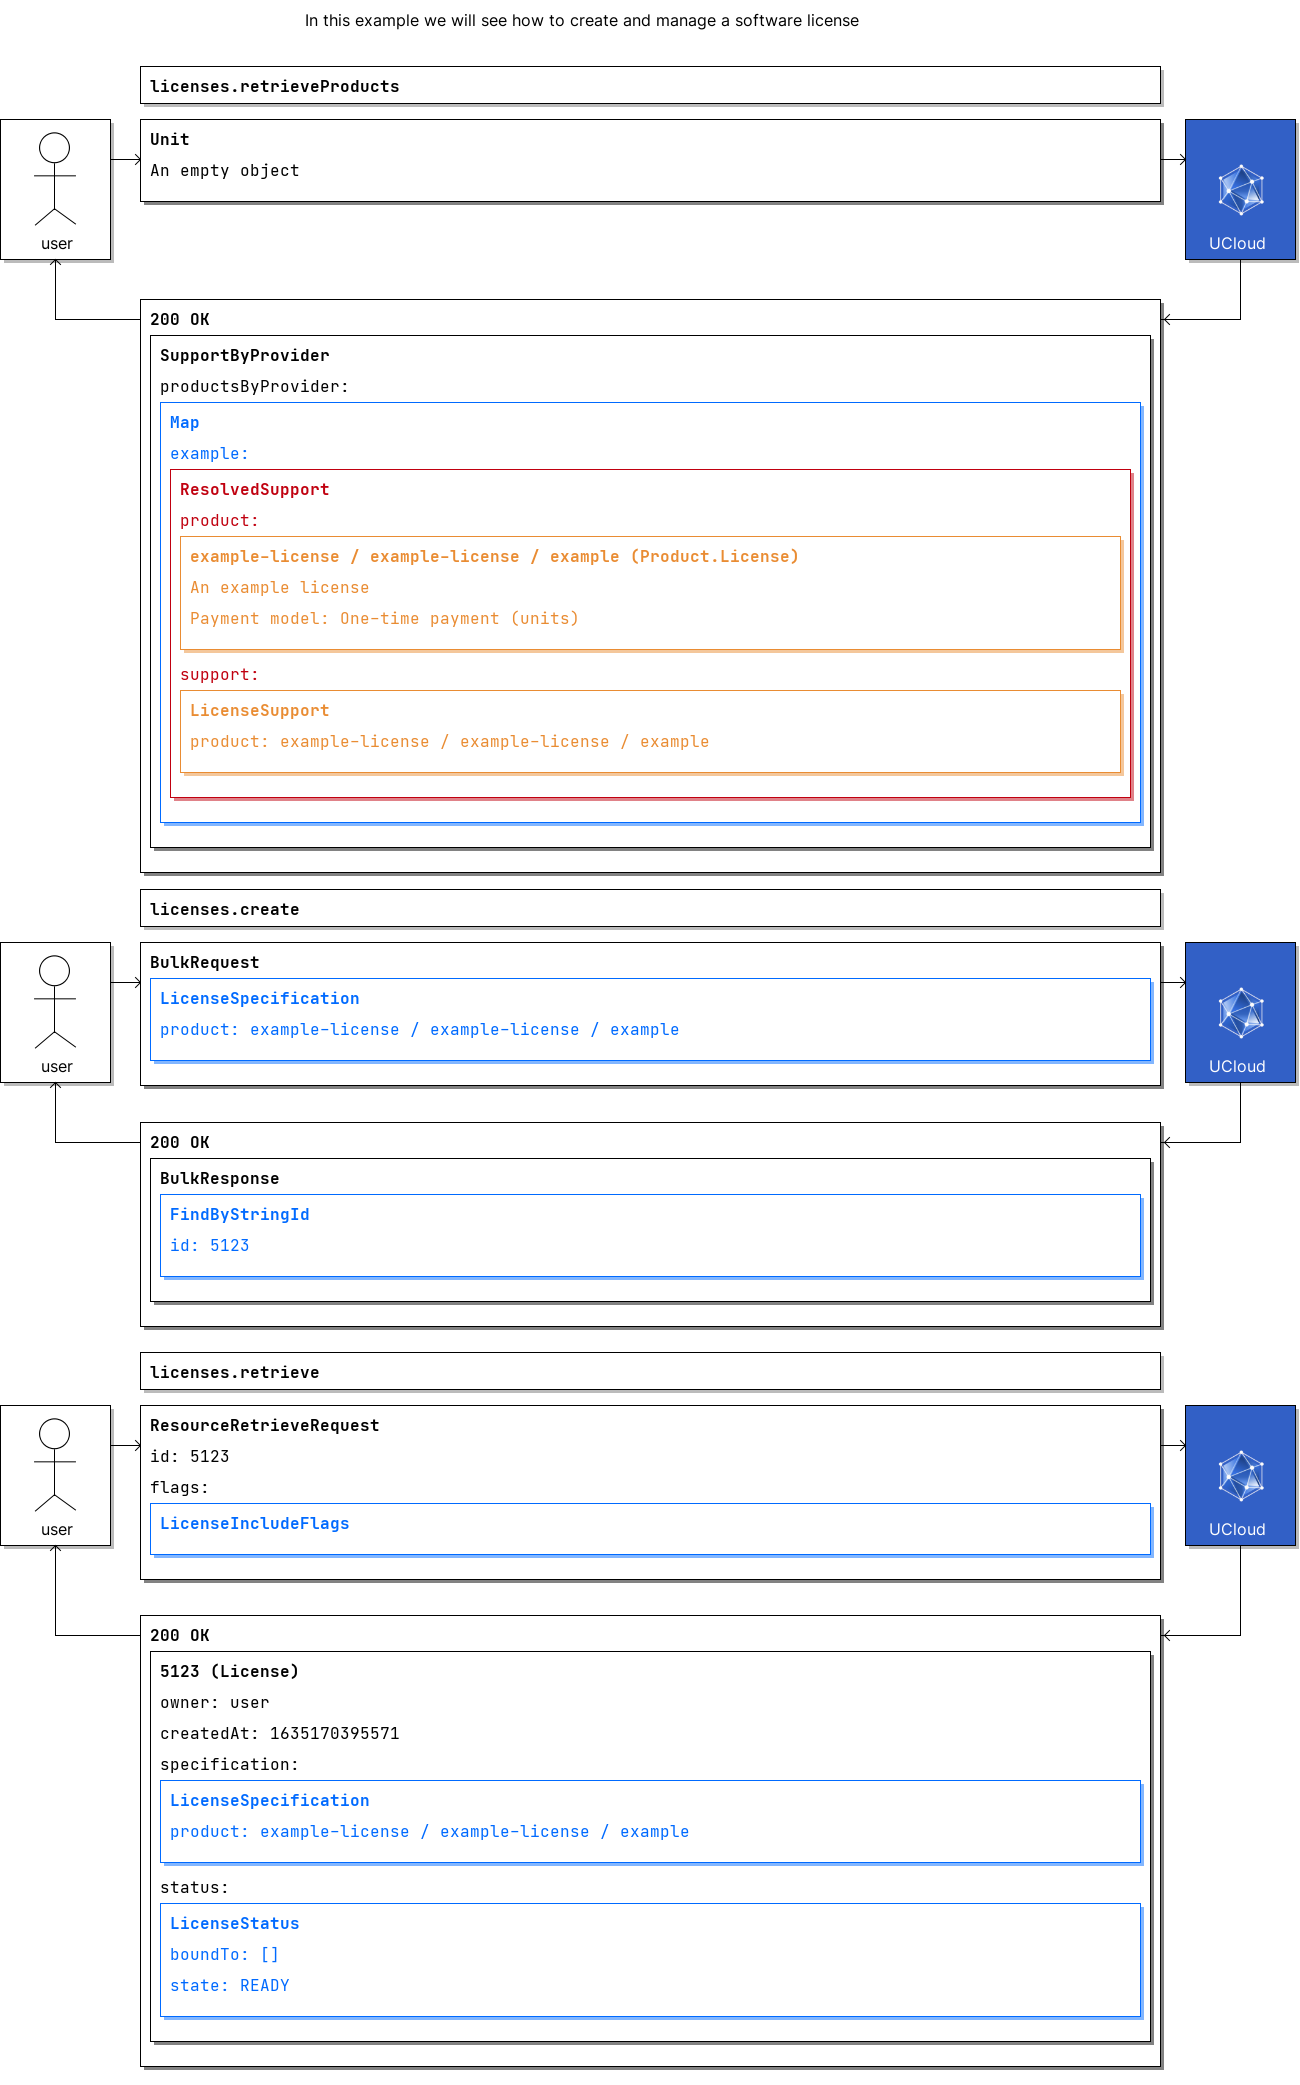 In this example we will see how to create and manage a software license
licenses.retrieveProducts
Unit
An empty object
user
UCloud
200 OK
SupportByProvider
productsByProvider:
Map
example:
ResolvedSupport
product:
example-license / example-license / example (Product.License)
An example license
Payment model: One-time payment (units)
support:
LicenseSupport
product: example-license / example-license / example
licenses.create
BulkRequest
LicenseSpecification
product: example-license / example-license / example
user
UCloud
200 OK
BulkResponse
FindByStringId
id: 5123
licenses.retrieve
ResourceRetrieveRequest
id: 5123
flags:
LicenseIncludeFlags
user
UCloud
200 OK
5123 (License)
owner: user
createdAt: 1635170395571
specification:
LicenseSpecification
product: example-license / example-license / example
status:
LicenseStatus
boundTo: []
state: READY